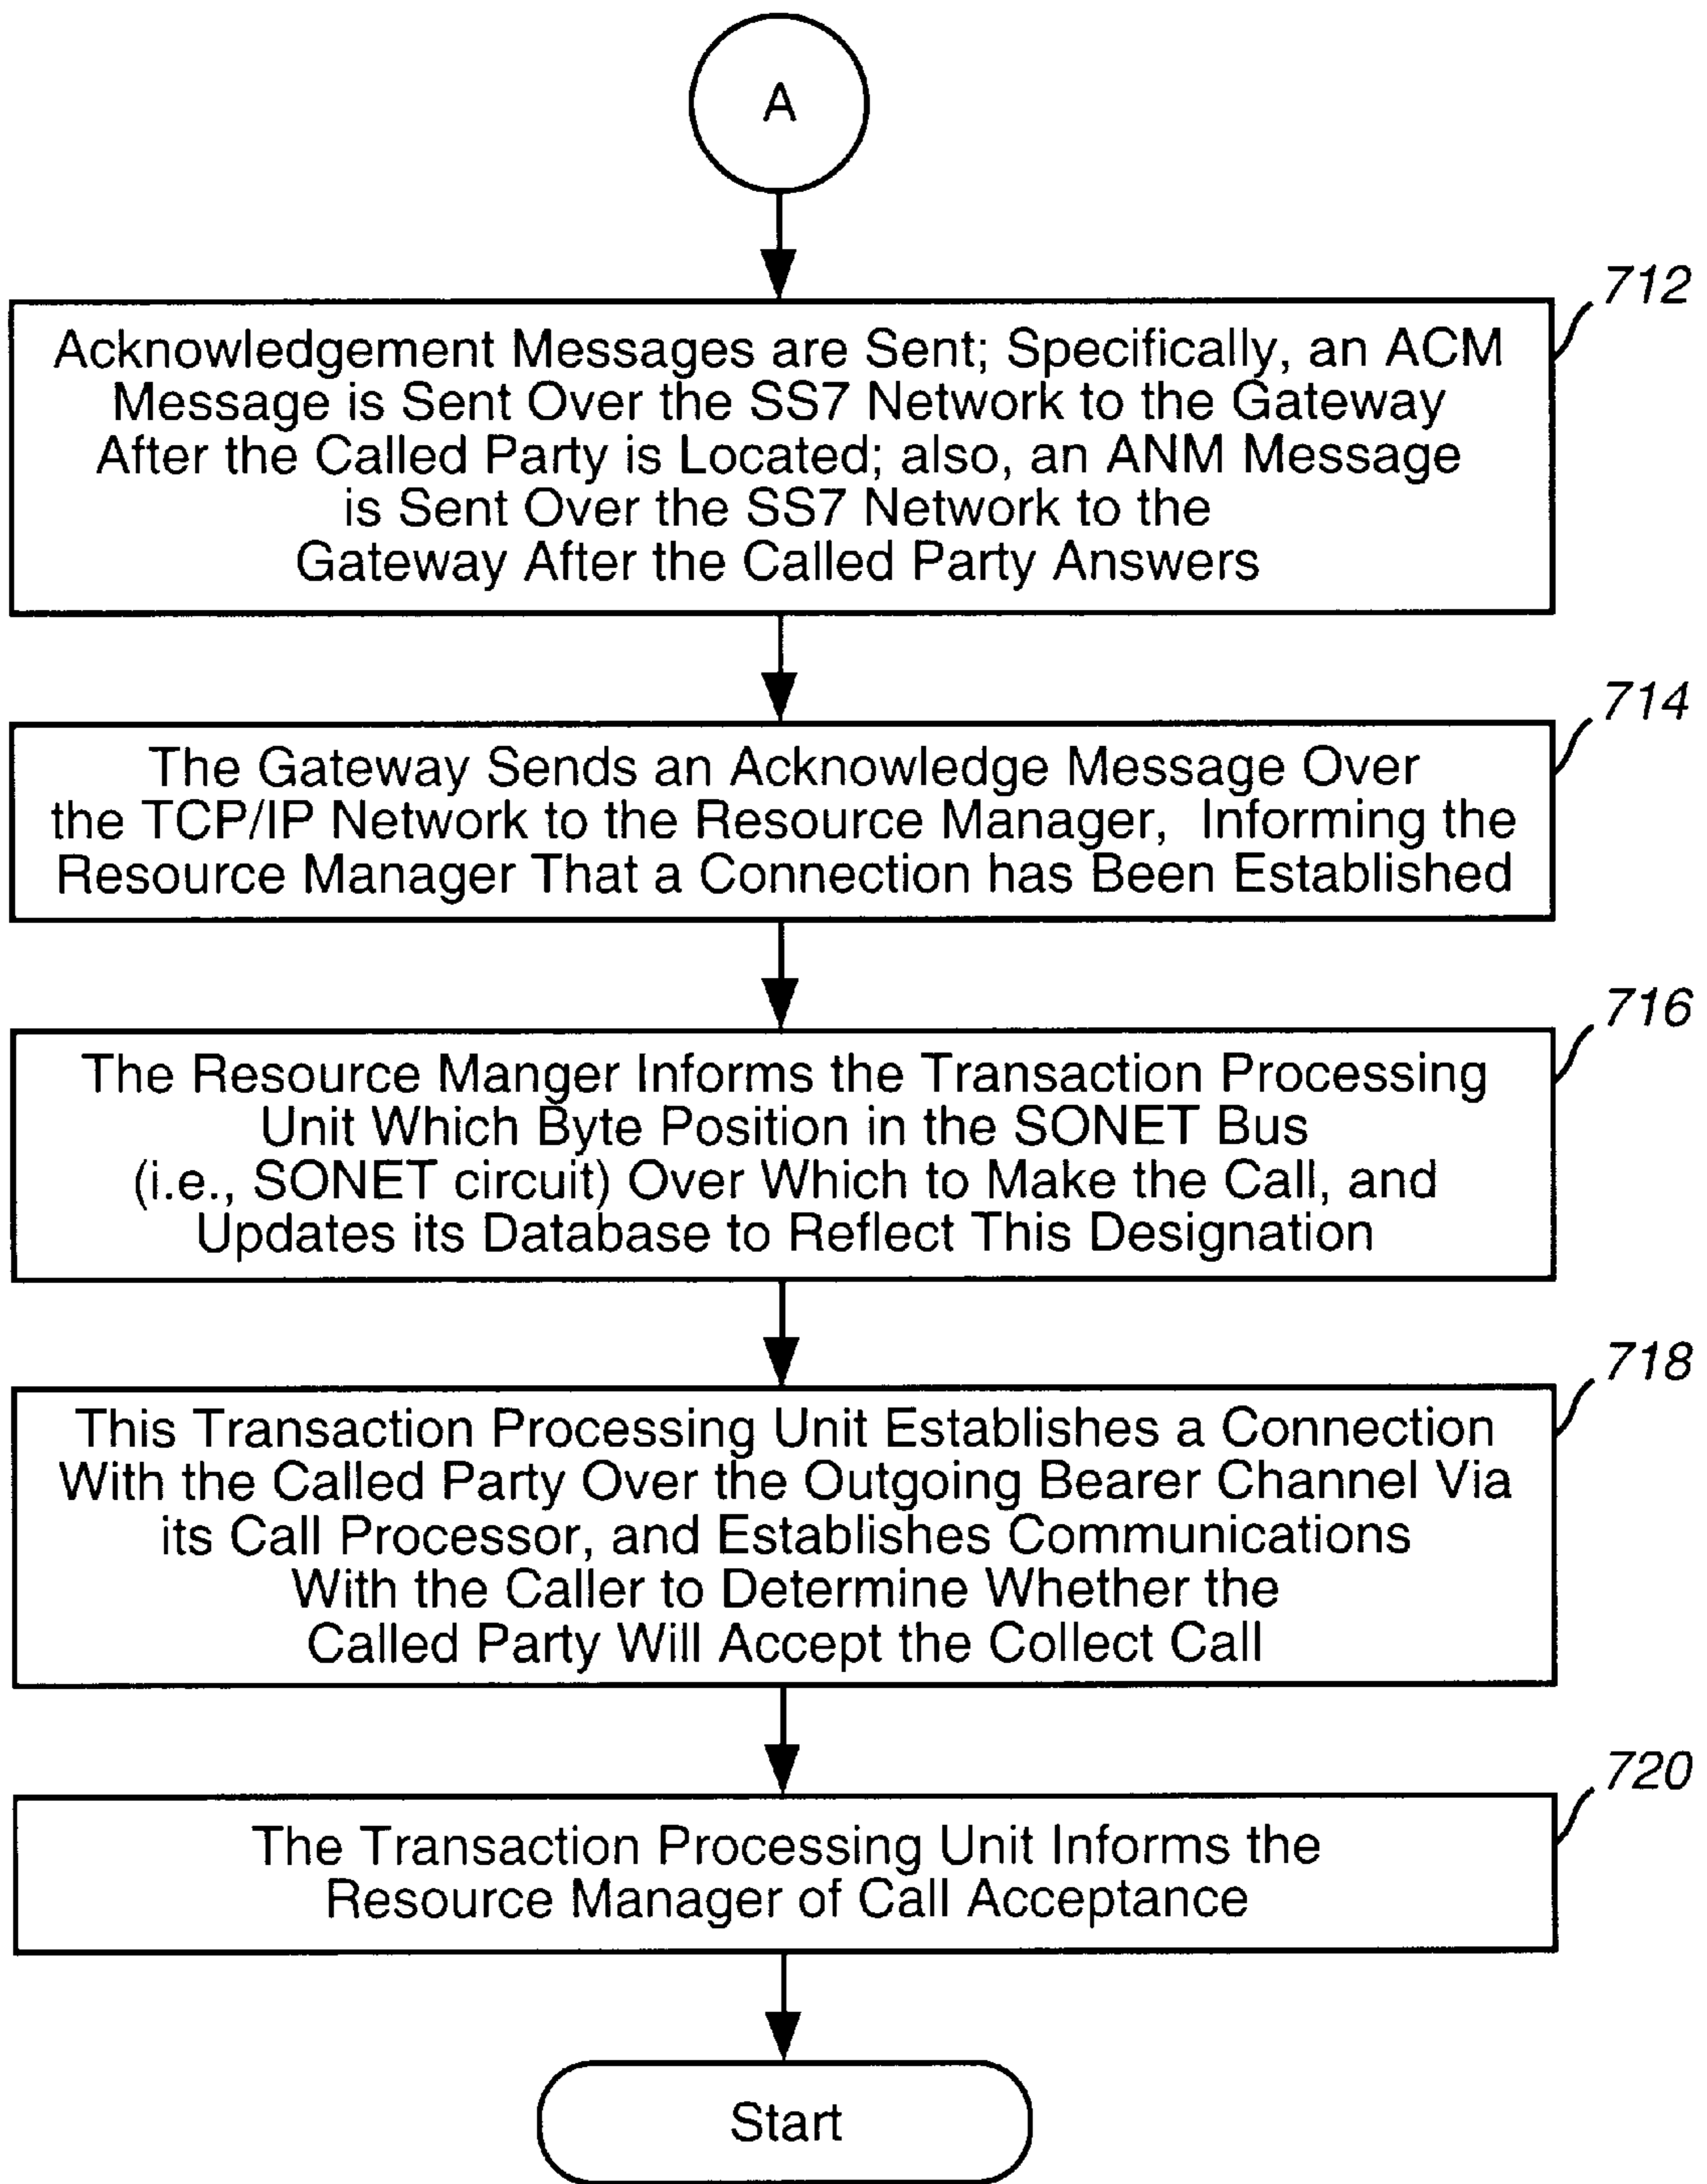 A
712
Acknowledgement Messages are Sent; Specifically, an ACM
Message is Sent Over the SS7 Network to the Gateway
After the Called Party is Located; also, an ANM Message
is Sent Over the SS7 Network to the
Gateway After the Called Party Answers
714
The Gateway Sends an Acknowledge Message Over
the TCP/IP Network to the Resource Manager, Informing the
Resource Manager That a Connection has Been Established
716
The Resource Manger Informs the Transaction Processing
Unit Which Byte Position in the SONET Bus
(i.e., SONET circuit) Over Which to Make the Call, and
Updates its Database to Reflect This Designation
718
This Transaction Processing Unit Establishes a Connection
With the Called Party Over the Outgoing Bearer Channel Via
its Call Processor, and Establishes Communications
With the Caller to Determine Whether the
Called Party Will Accept the Collect Call
720
The Transaction Processing Unit Informs the
Resource Manager of Call Acceptance
Start